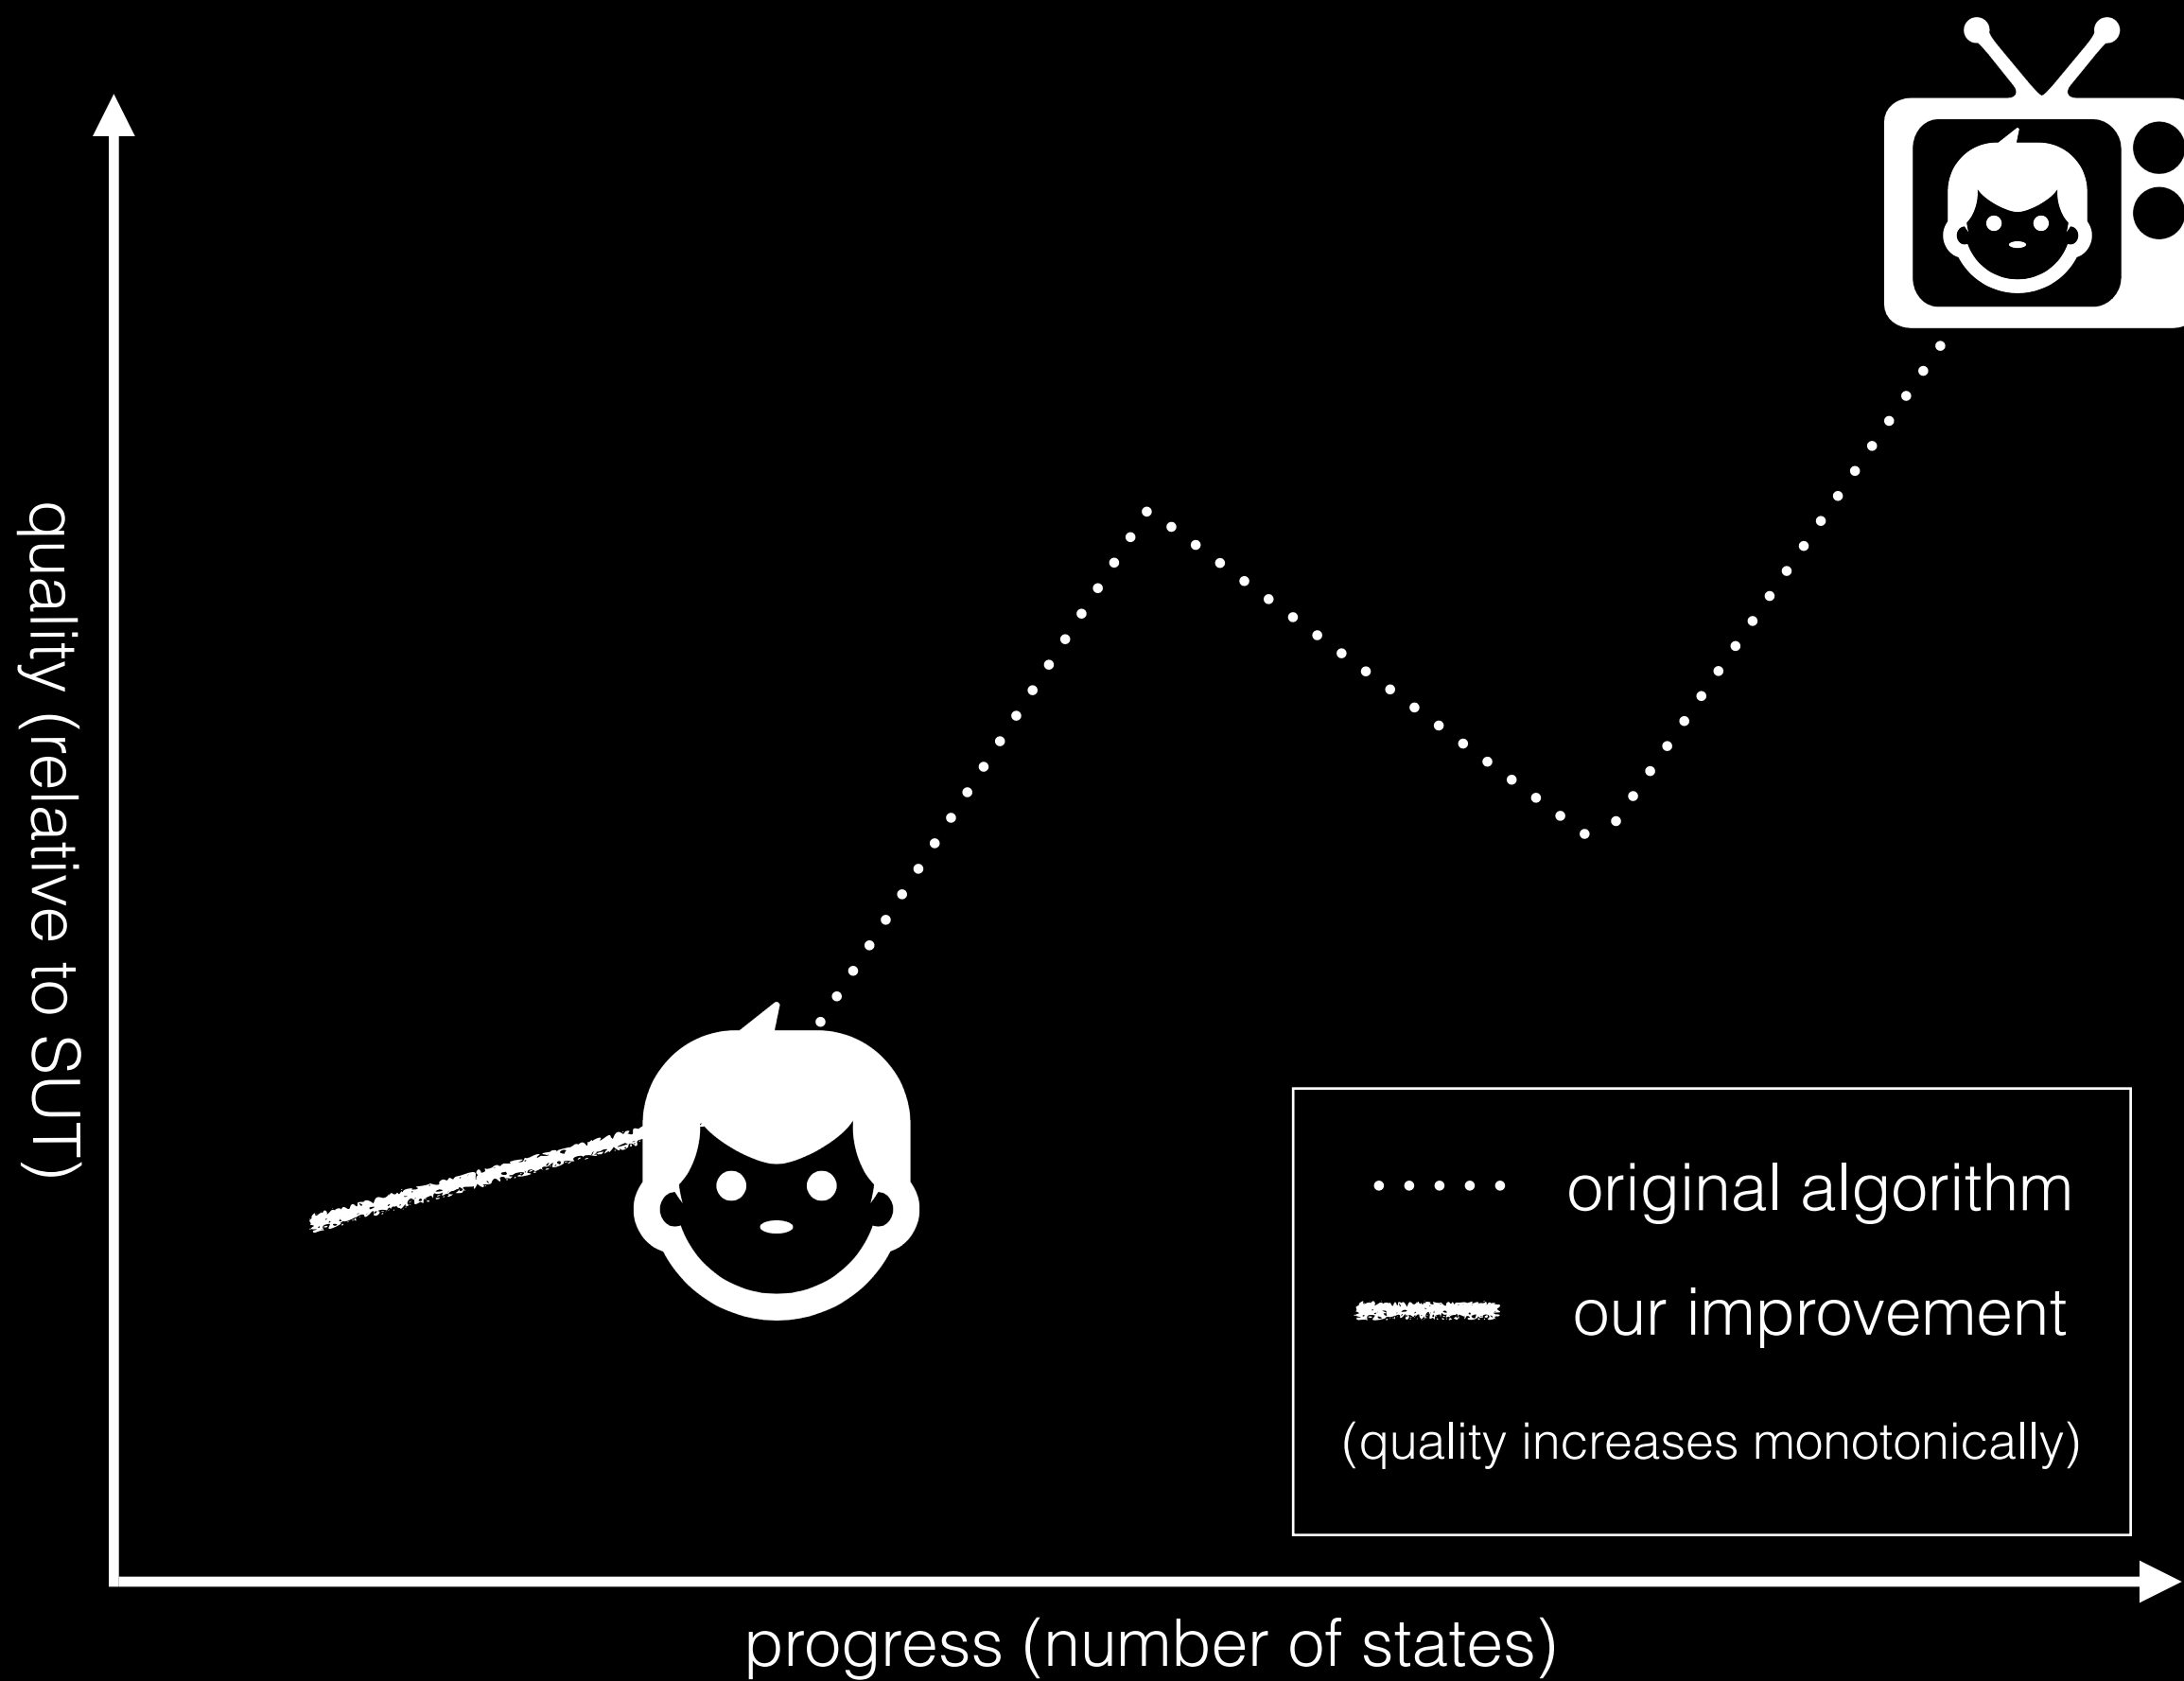 quality (relative to SUT)
original algorithm
our improvement
(quality increases monotonically)
progress (number of states)